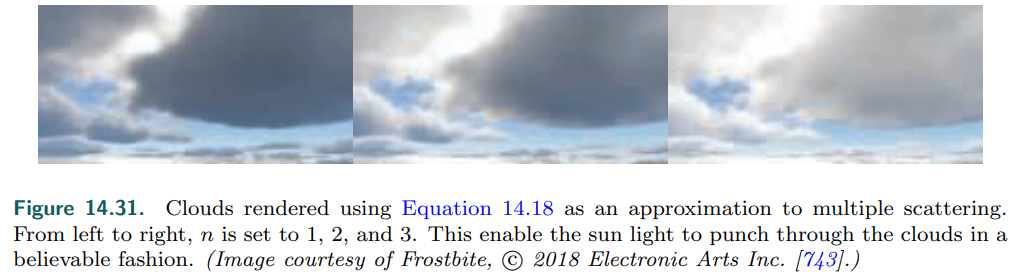 Figure 14.31. Clouds rendered using Equation 14.18 as an approximation to multiple scattering.
From left to right, n is set to 1, 2, and 3. This enable the sun light to punch through the clouds in a
believable fashion. (Image courtesy of Frostbite, © 2018 Electronic Arts Inc. [743].)